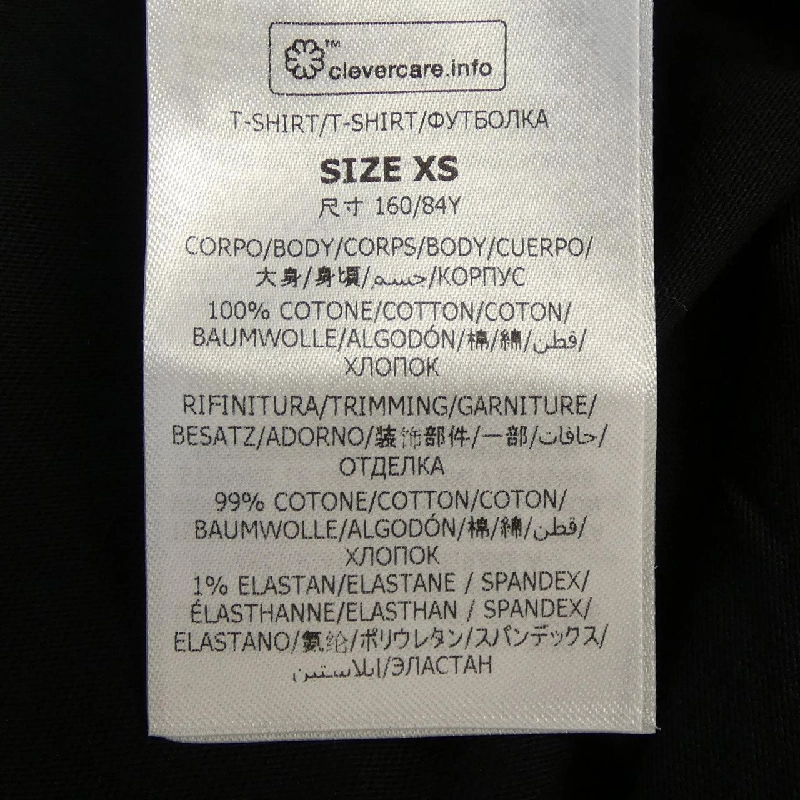 ™
clevercare.info
T-SHIRT/T-SHIRT/ФУТБОЛКА
SIZE XS
尺寸 160/84Y
CORPO/BODY/CORPS/BODY/CUERPO/
大身/身頃/جسم/КОРПУС
100% COTONE/COTTON/COTON/
BAUMWOLLE/ALGODÓN/棉/綿/قطن/
ХЛОПОК
RIFINITURA/TRIMMING/GARNITURE/
BESATZ/ADORNO/装饰部件/一部/حافات/
ОТДЕЛКА
99% COTONE/COTTON/COTON/
BAUMWOLLE/ALGODÓN/棉/綿/قطن/
ХЛОПОК
1% ELASTAN/ELASTANE / SPANDEX/
ÉLASTHANNE/ELASTHAN / SPANDEX/
ELASTANO/氨纶/ポリウレタン/スパンデックス/
إيلاستين/ЭЛАСТАН